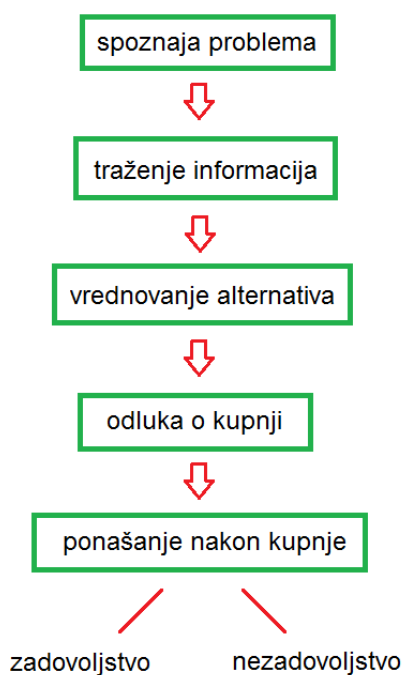 spoznaja problema
traženje informacija
vrednovanje alternativa
odluka o kupnji
ponašanje nakon kupnje
zadovoljstvo
nezadovoljstvo